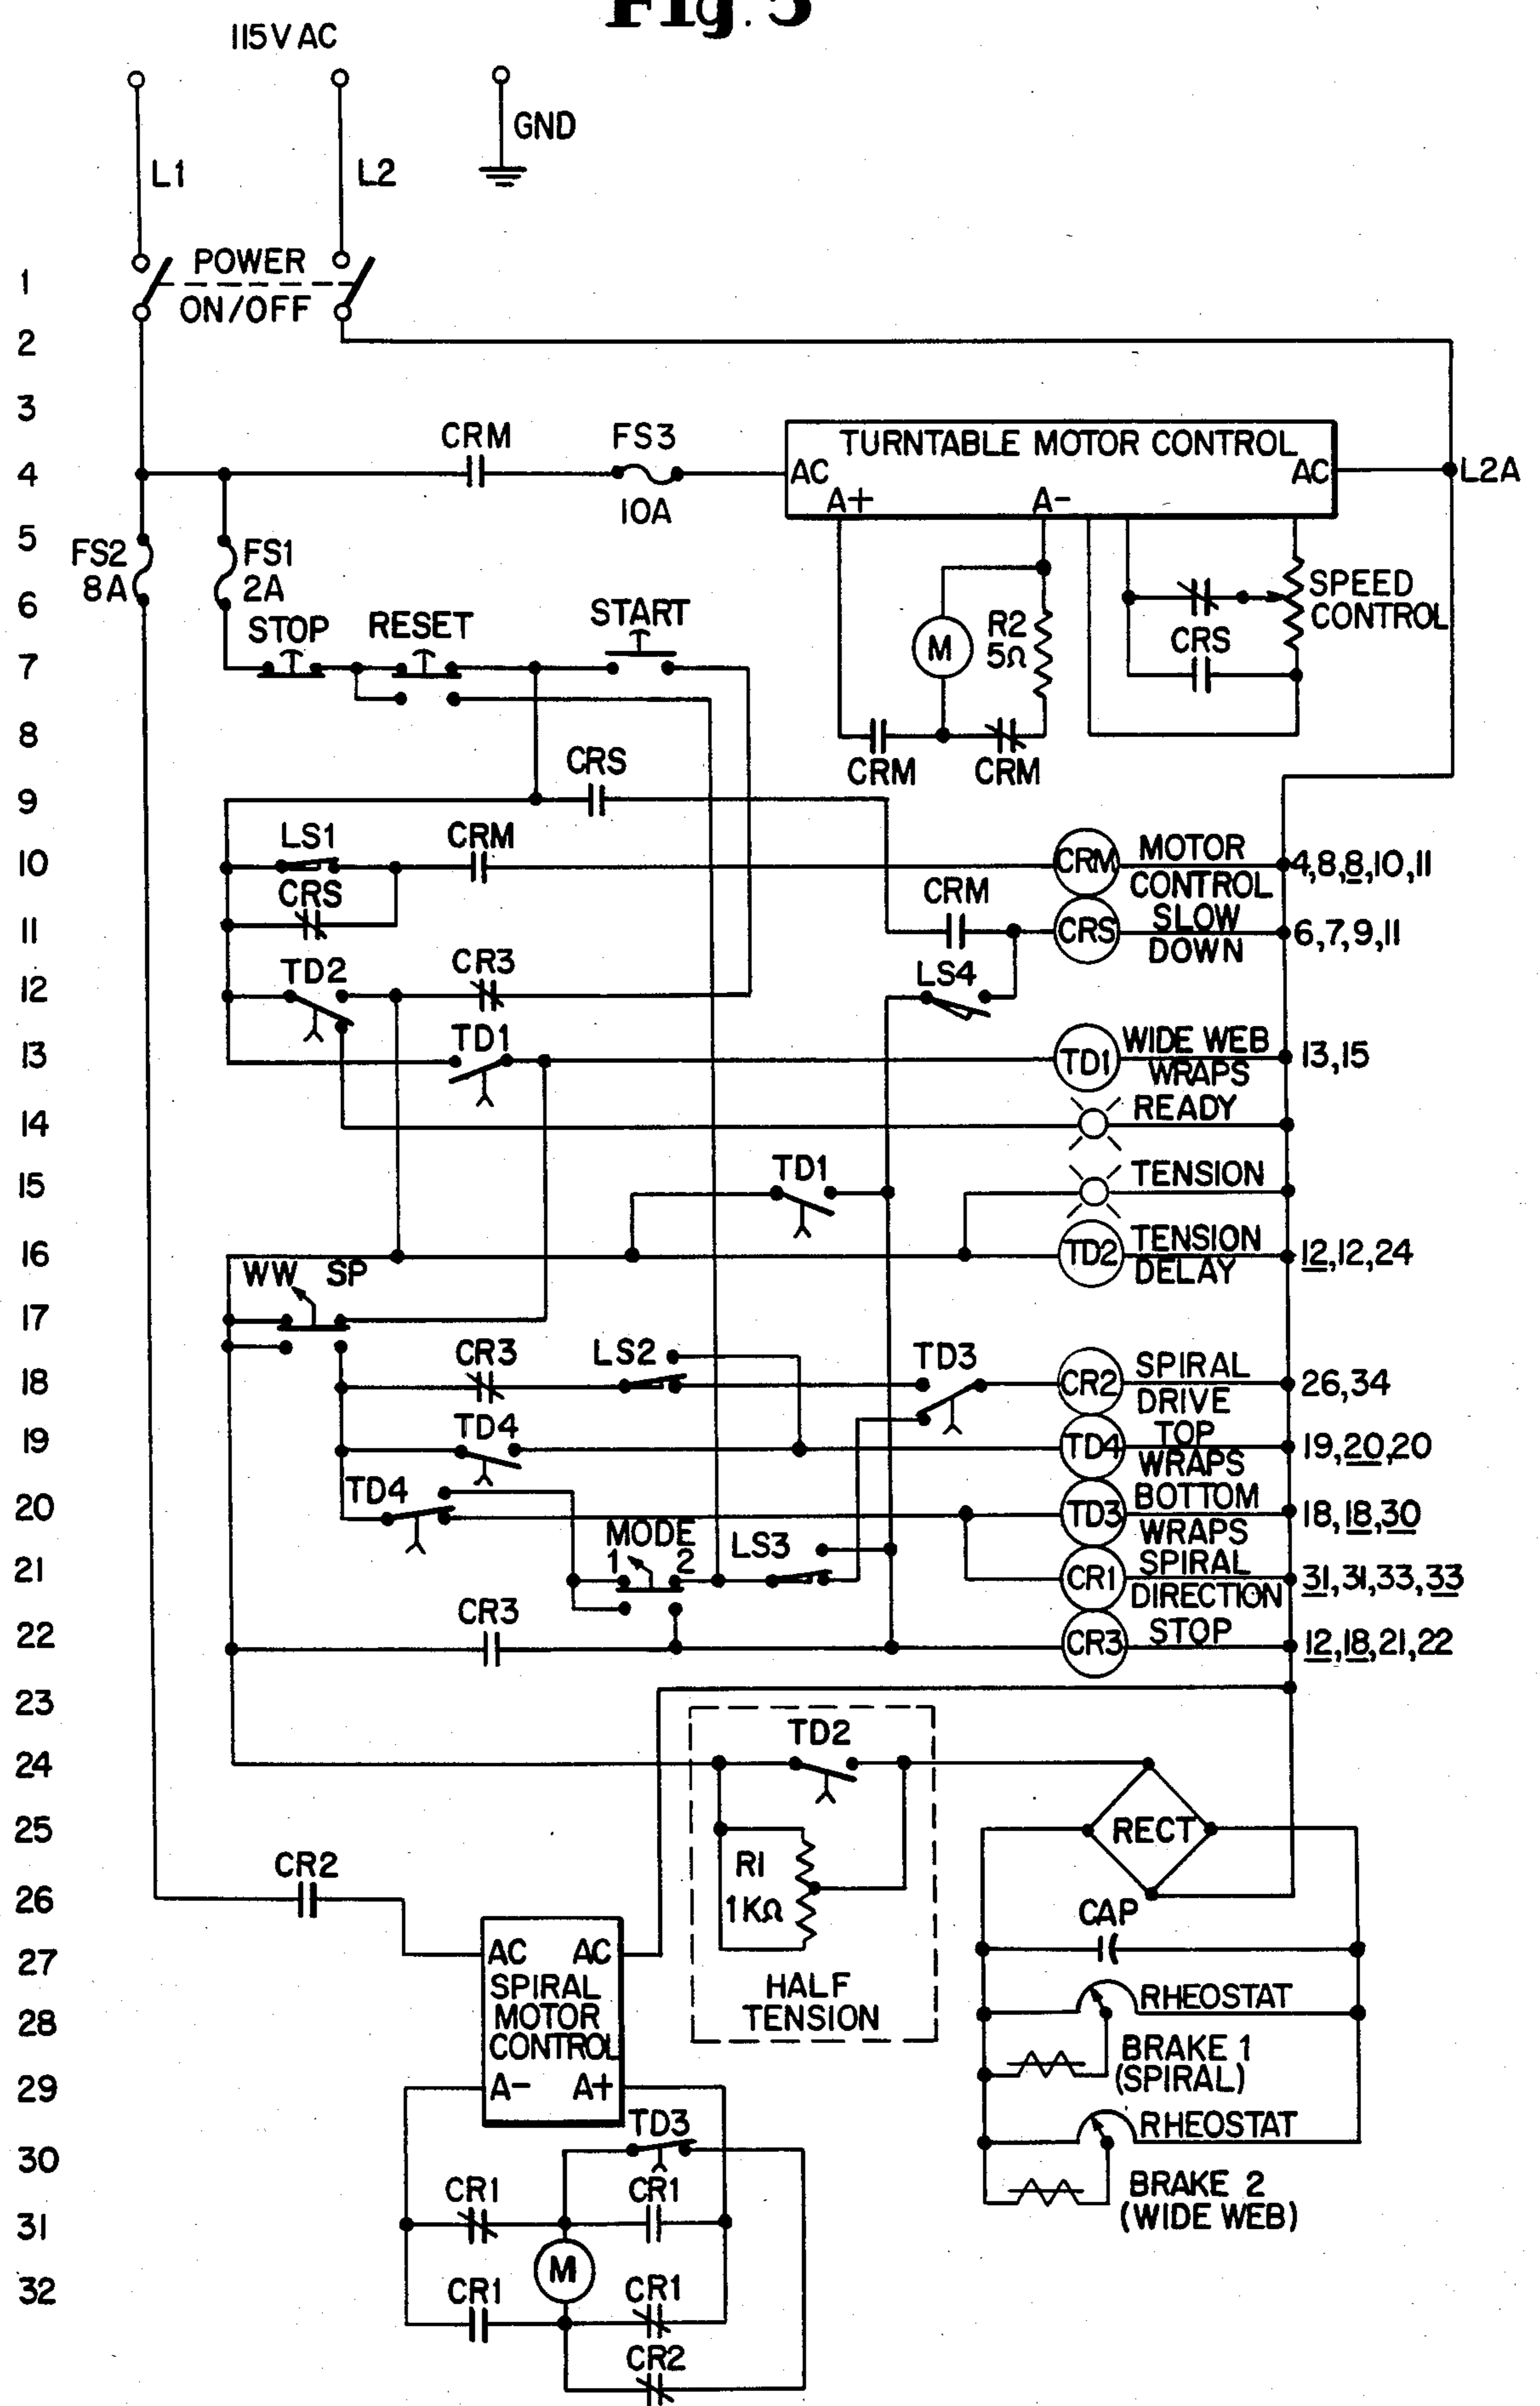 Fig. 5
115V AC
GND
L1
L2
1
POWER
ON/OFF
2
3
CRM
FS3
TURNTABLE MOTOR CONTROL
4
AC
AC
L2A
10A
A+
A-
5
FS2
8A
FS1
2A
SPEED
CONTROL
6
STOP
RESET
START
M
R2
5Ω
CRS
7
8
CRM
CRM
CRS
9
LS1
CRM
10
CRM
MOTOR
CONTROL
4,8,8,10,11
CRS
CRM
11
CRS
SLOW
DOWN
6,7,9,11
TD2
CR3
LS4
12
TD1
13
TD1
WIDE WEB
WRAPS
13,15
14
READY
15
TD1
TENSION
16
TD2
TENSION
DELAY
12,12,24
WW
SP
17
CR3
LS2
TD3
18
CR2
SPIRAL
DRIVE
26,34
19
TD4
TD4
TOP
WRAPS
19,20,20
TD4
20
TD3
BOTTOM
WRAPS
18,18,30
MODE
1
2
LS3
21
CR1
SPIRAL
DIRECTION
31,31,33,33
CR3
22
CR3
STOP
12,18,21,22
23
TD2
24
25
RECT
CR2
R1
1KΩ
26
CAP
27
AC
AC
SPIRAL
MOTOR
CONTROL
HALF
TENSION
RHEOSTAT
28
BRAKE 1
(SPIRAL)
29
A-
A+
TD3
RHEOSTAT
30
CR1
CR1
BRAKE 2
(WIDE WEB)
31
M
32
CR1
CR1
CR2